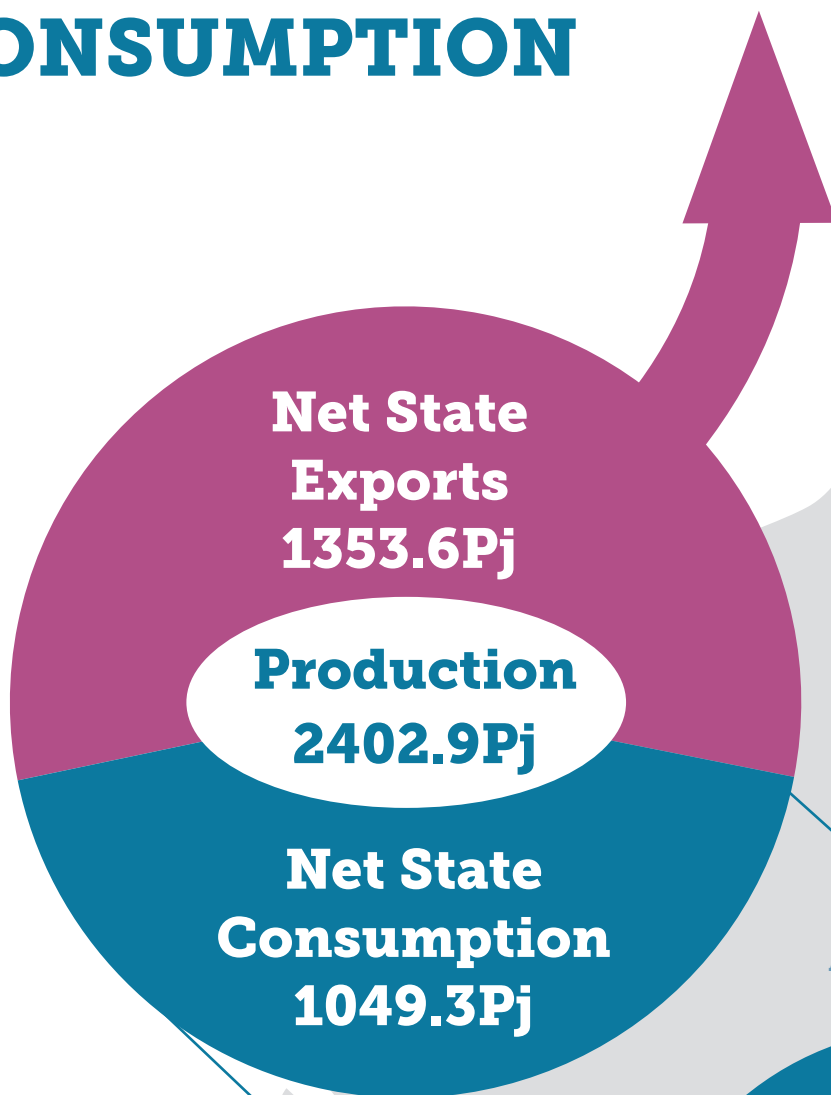 ONSUMPTION
Net State
Exports
1353.6Pj
Production
2402.9Pj
Net State
Consumption
1049.3Pj